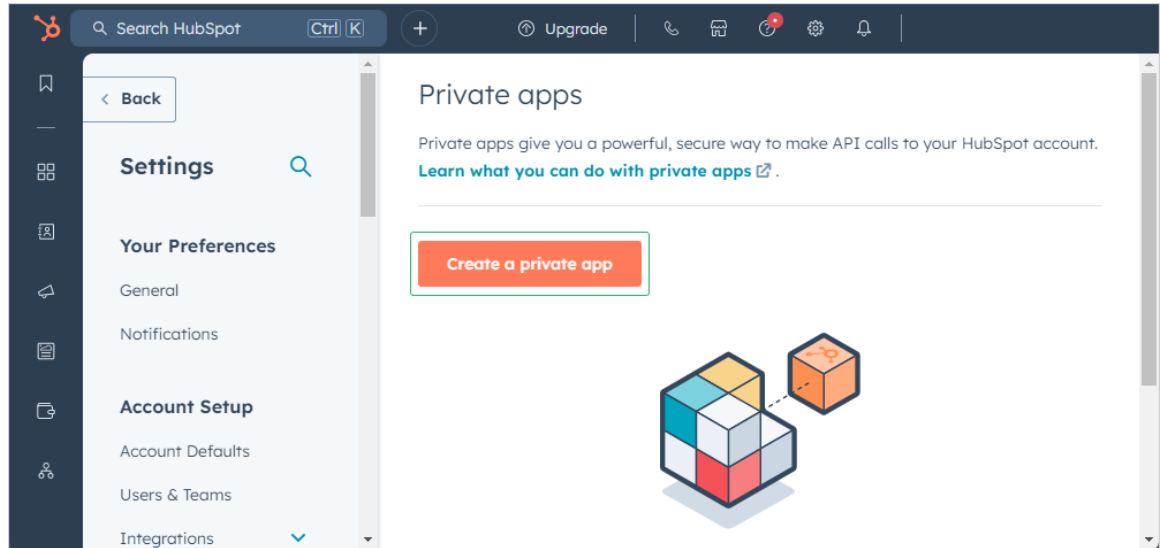 Search HubSpot Ctrl K
Upgrade
Back
Settings
Your Preferences
General
Notifications
Account Setup
Account Defaults
Users & Teams
Integrations
Private apps
Private apps give you a powerful, secure way to make API calls to your HubSpot account.
Learn what you can do with private apps .
Create a private app